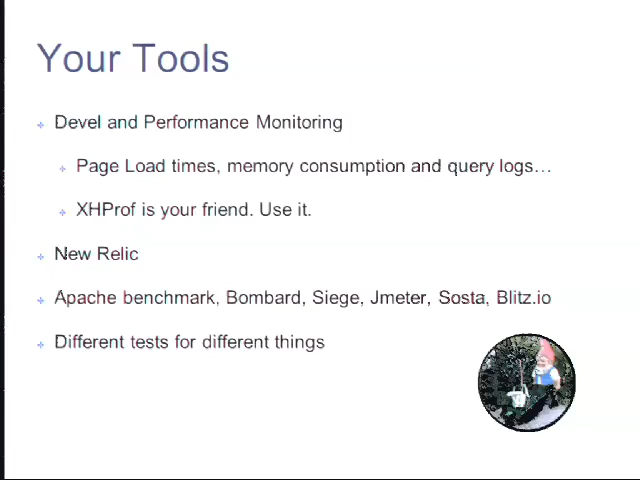 Your Tools
Devel and Performance Monitoring
Page Load times, memory consumption and query logs…
XHProf is your friend. Use it.
New Relic
Apache benchmark, Bombard, Siege, Jmeter, Sosta, Blitz.io
Different tests for different things